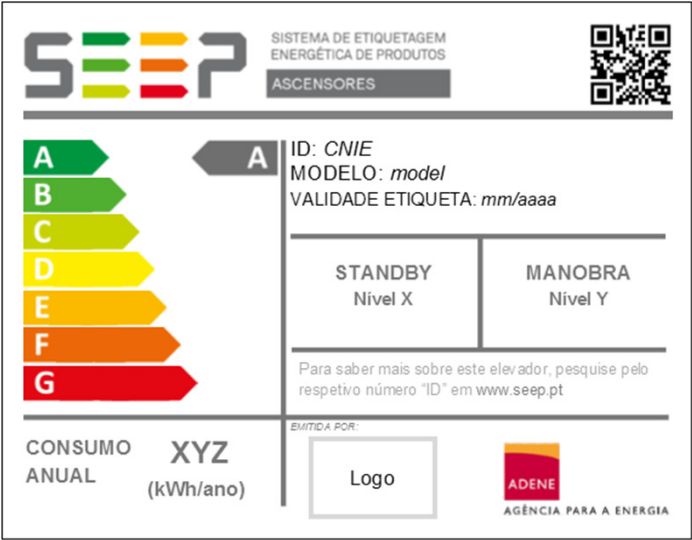 SEEP
SISTEMA DE ETIQUETAGEM
ENERGÉTICA DE PRODUTOS
ASCENSORES
A
B
C
D
E
F
G
A
ID: CNIE
MODELO: model
VALIDADE ETIQUETA: mm/aaaa
STANDBY
Nível X
MANOBRA
Nível Y
Para saber mais sobre este elevador, pesquise pelo
respetivo número “ID” em www.seep.pt
CONSUMO
ANUAL
XYZ
(kWh/ano)
EMITIDA POR:
Logo
ADENE
AGÊNCIA PARA A ENERGIA